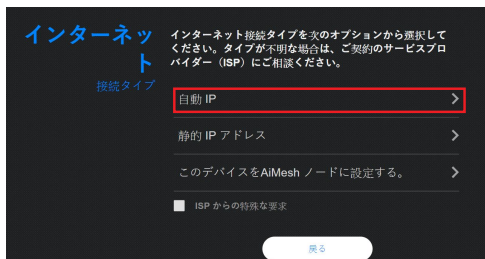 インターネッ
ト
接続タイプ
インターネット接続タイプを次のオプションから選択して
ください。タイプが不明な場合は、ご契約のサービスプロ
バイダー（ISP）にご相談ください。
自動 IP
静的 IP アドレス
このデバイスをAiMesh ノードに設定する。
ISP からの特殊な要求
戻る